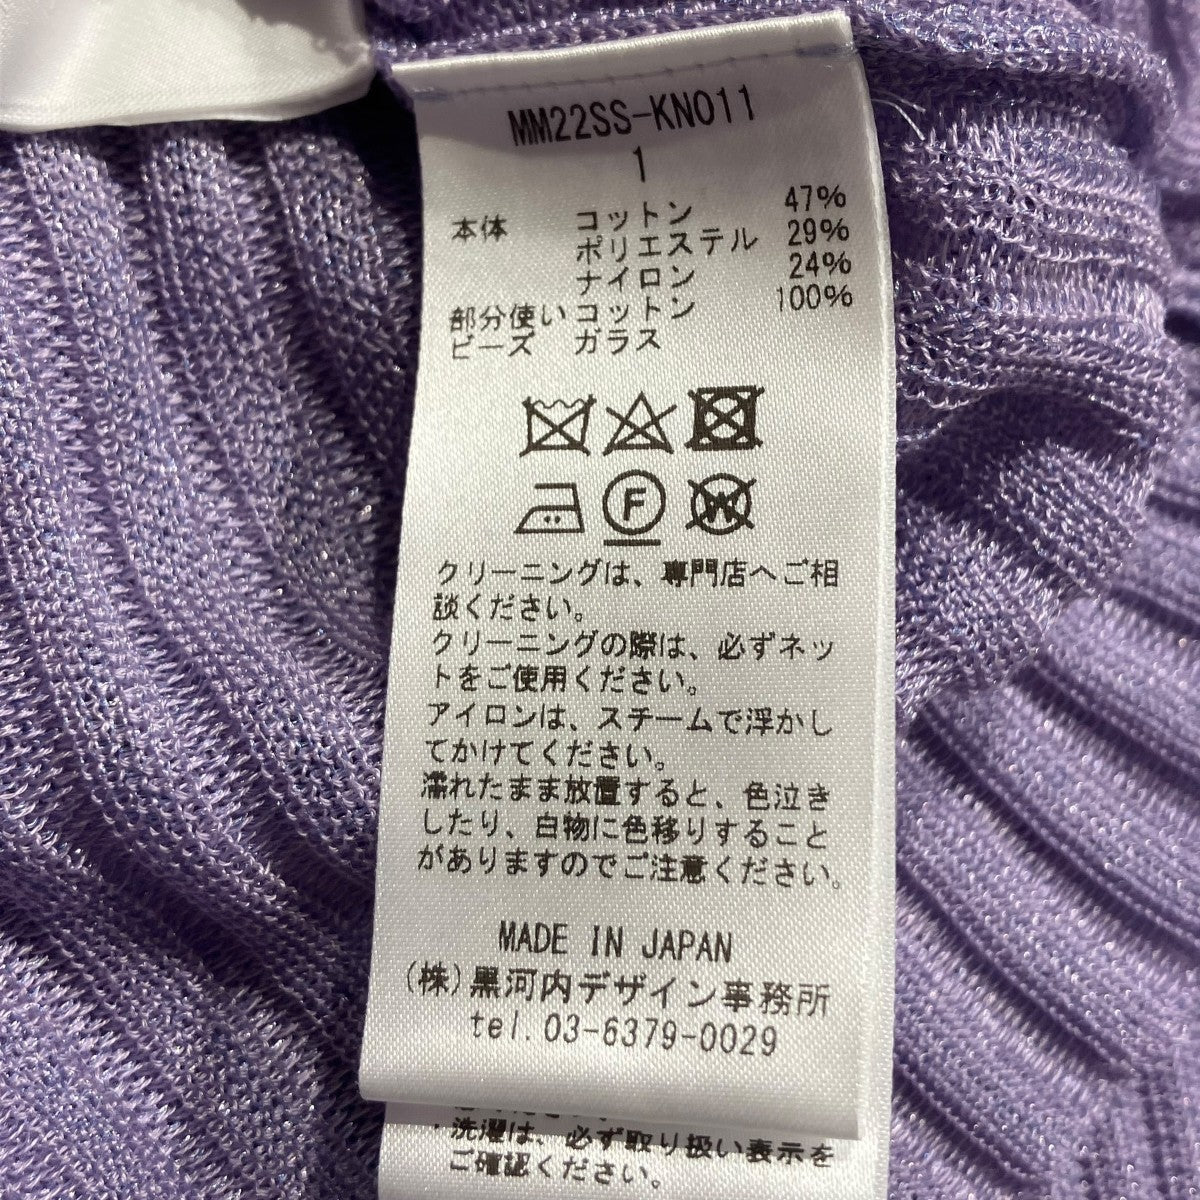 MM22SS-KN011
1
本体 コットン 47%
ポリエステル 29%
ナイロン 24%
部分使い コットン 100%
ビーズ ガラス
F W
クリーニングは、専門店へご相
談ください。
クリーニングの際は、必ずネッ
トをご使用ください。
アイロンは、スチームで浮かし
てかけてください。
濡れたまま放置すると、色泣き
したり、白物に色移りすること
がありますのでご注意ください。
MADE IN JAPAN
(株)黒河内デザイン事務所
tel.03-6379-0029
・洗濯は、必ず取り扱い表示を
ご確認ください。